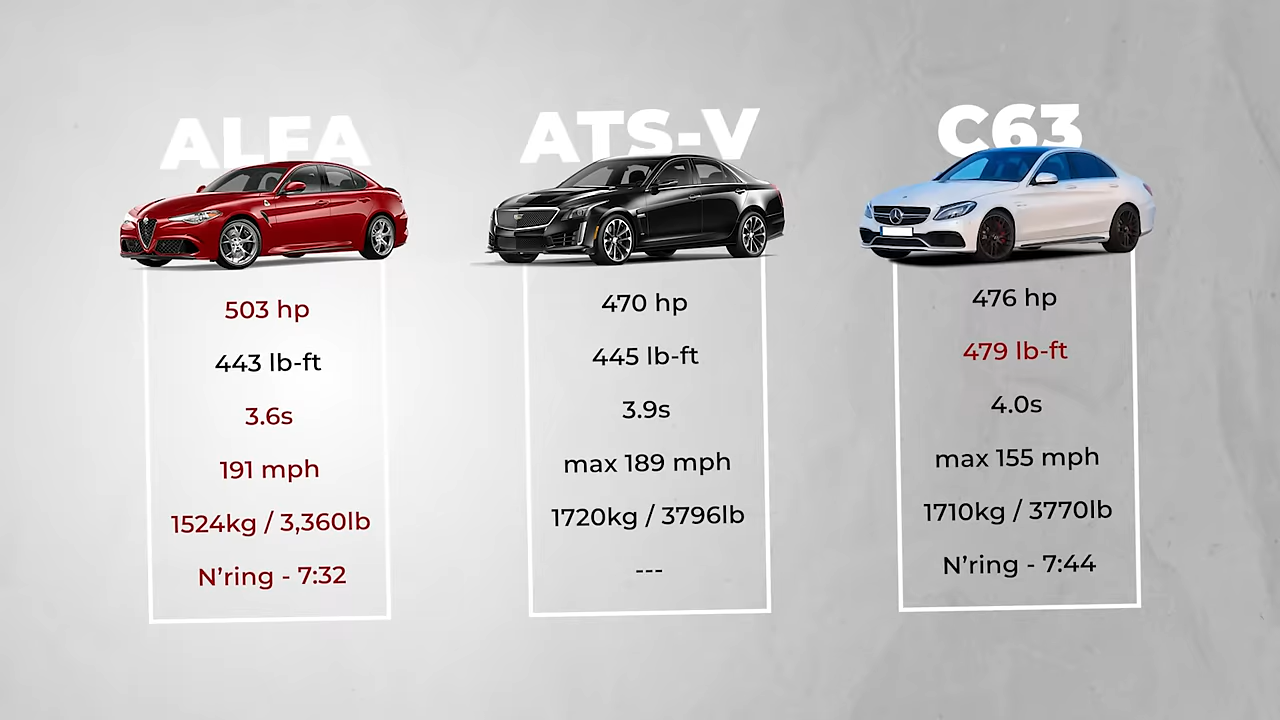 ALFA
503 hp
443 lb-ft
3.6s
191 mph
1524kg / 3,360lb
N'ring - 7:32
ATS-V
470 hp
445 lb-ft
3.9s
max 189 mph
1720kg / 3796lb
---
C63
476 hp
479 lb-ft
4.0s
max 155 mph
1710kg / 3770lb
N'ring - 7:44